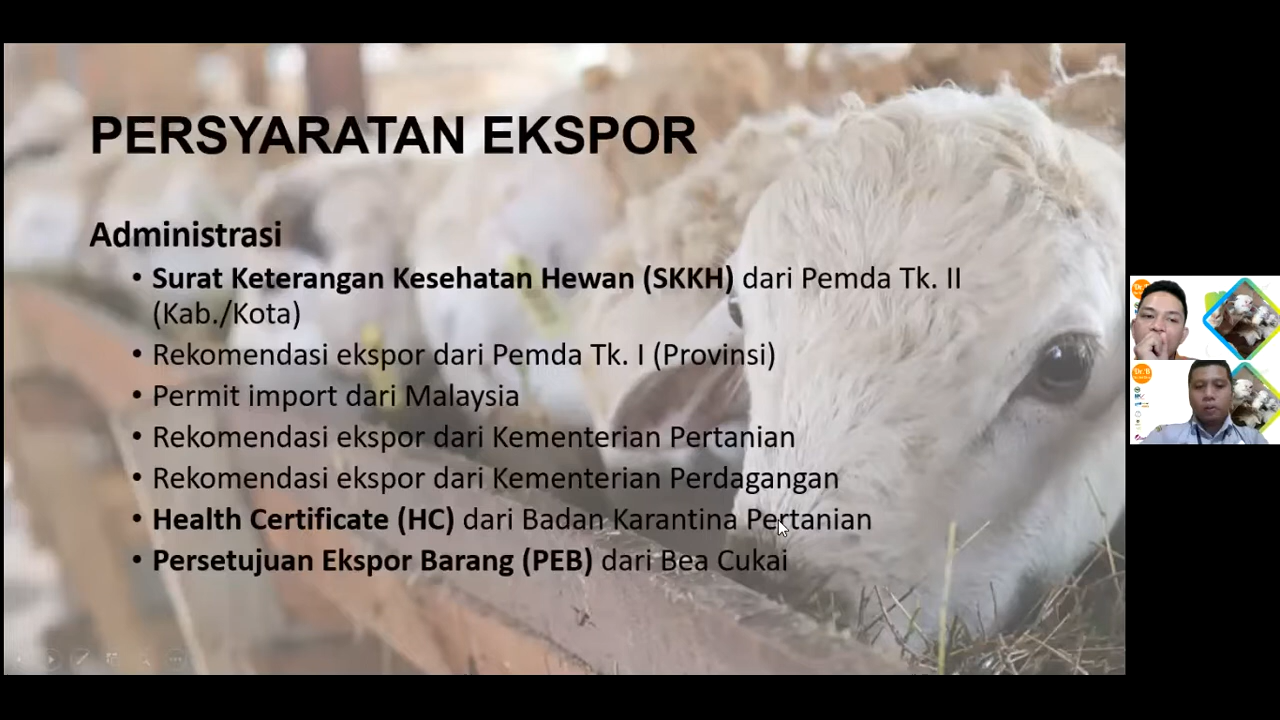 PERSYARATAN EKSPOR
Administrasi
• Surat Keterangan Kesehatan Hewan (SKKH) dari Pemda Tk. II
(Kab./Kota)
• Rekomendasi ekspor dari Pemda Tk. I (Provinsi)
• Permit import dari Malaysia
• Rekomendasi ekspor dari Kementerian Pertanian
• Rekomendasi ekspor dari Kementerian Perdagangan
• Health Certificate (HC) dari Badan Karantina Pertanian
• Persetujuan Ekspor Barang (PEB) dari Bea Cukai